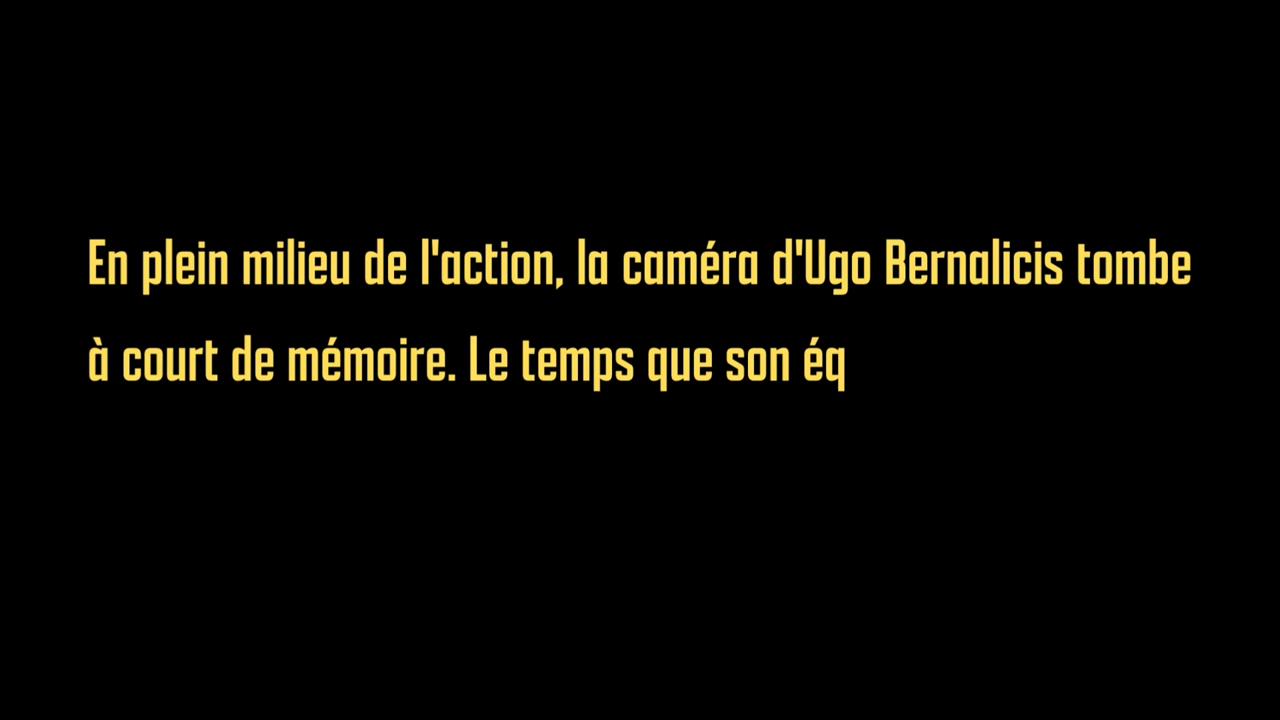 En plein milieu de l'action, la caméra d'Ugo Bernalicis tombe
à court de mémoire. Le temps que son éq